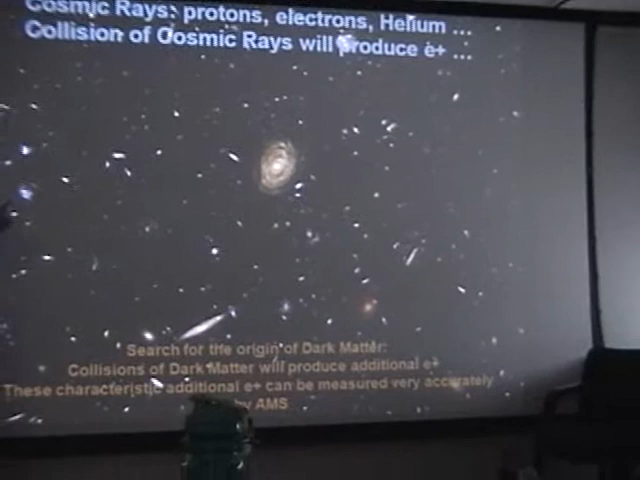 Cosmic Rays: protons, electrons, Helium ...
Collision of Cosmic Rays will produce e+ ...
Search for the origin of Dark Matter:
Collisions of Dark Matter will produce additional e+
These characteristic additional e+ can be measured very accurately
by AMS